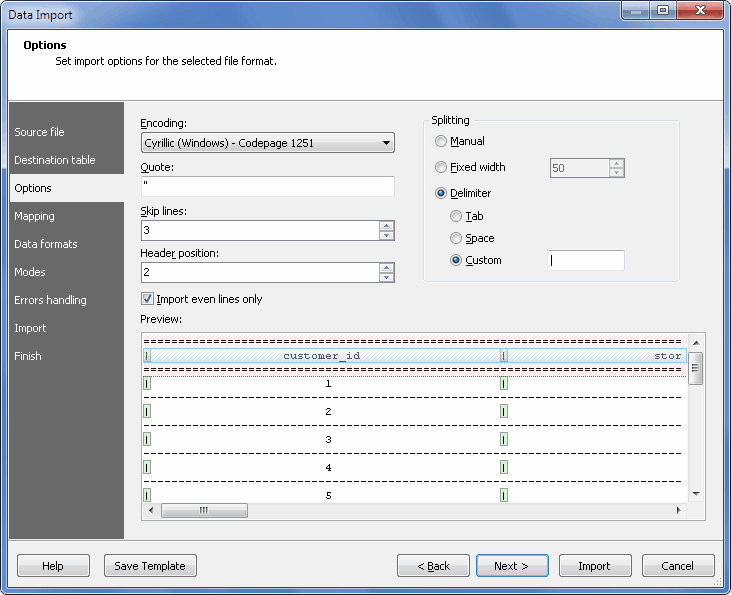 Data Import
Options
Set import options for the selected file format.
Source file
Destination table
Options
Mapping
Data formats
Modes
Errors handling
Import
Finish
Encoding:
Cyrillic (Windows) - Codepage 1251
Quote:
"
Skip lines:
3
Header position:
2
Import even lines only
Splitting
Manual
Fixed width
50
Delimiter
Tab
Space
Custom
|
Preview:
==========================================================
| customer_id | stor
==========================================================
| 1 |
----------------------------------------------------------
| 2 |
----------------------------------------------------------
| 3 |
----------------------------------------------------------
| 4 |
----------------------------------------------------------
| 5 |
Help
Save Template
< Back
Next >
Import
Cancel